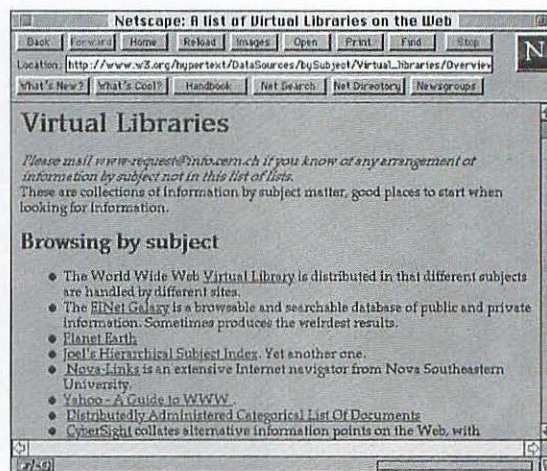 Netscape: A list of Virtual Libraries on the Web
Back Forward Home Reload Images Open Print Find Stop
Location: http://www.w3.org/hypertext/DataSources/bySubject/Virtual_libraries/Overview
N
What's New? What's Cool? Handbook Net Search Net Directory Newsgroups
Virtual Libraries
Please mail www-request@info.cern.ch if you know of any arrangement of
information by subject not in this list of lists.
These are collections of information by subject matter, good places to start when
looking for information.
Browsing by subject
The World Wide Web Virtual Library is distributed in that different subjects
are handled by different sites.
The EINet Galaxy is a browsable and searchable database of public and private
information. Sometimes produces the weirdest results.
Planet Earth
Joel's Hierarchical Subject Index. Yet another one.
Nova-Links is an extensive Internet navigator from Nova Southeastern
University.
Yahoo - A Guide to WWW .
Distributedly Administered Categorical List Of Documents
CyberSight collates alternative information points on the Web, with